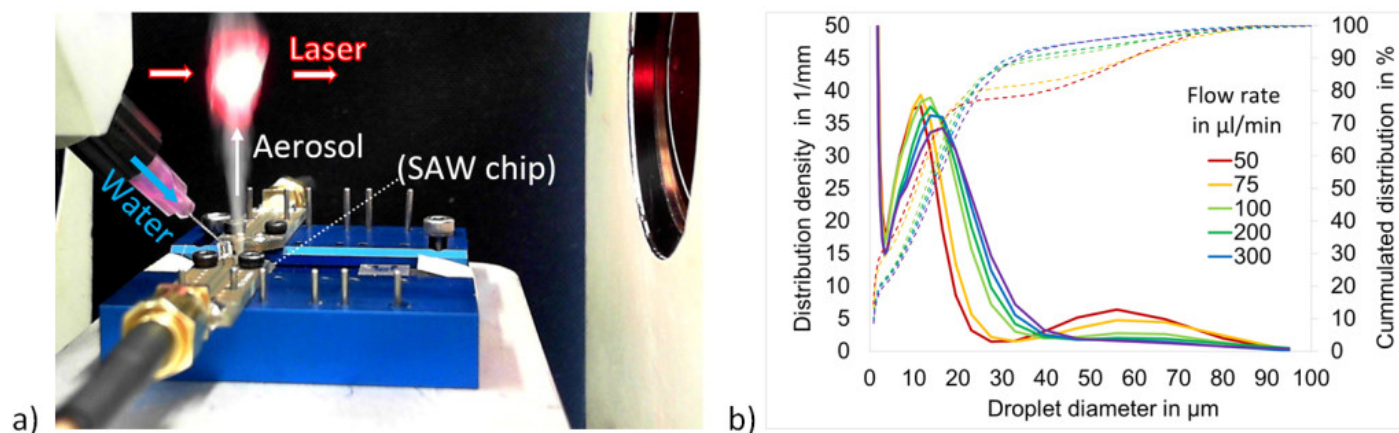 a)
Laser
Aerosol
(SAW chip)
Water
b)
Distribution density in 1/mm
50
45
40
35
30
25
20
15
10
5
0
0 10 20 30 40 50 60 70 80 90 100
Droplet diameter in µm
Cummulated distribution in %
100
90
80
70
60
50
40
30
20
10
0
Flow rate
in µl/min
50
75
100
200
300